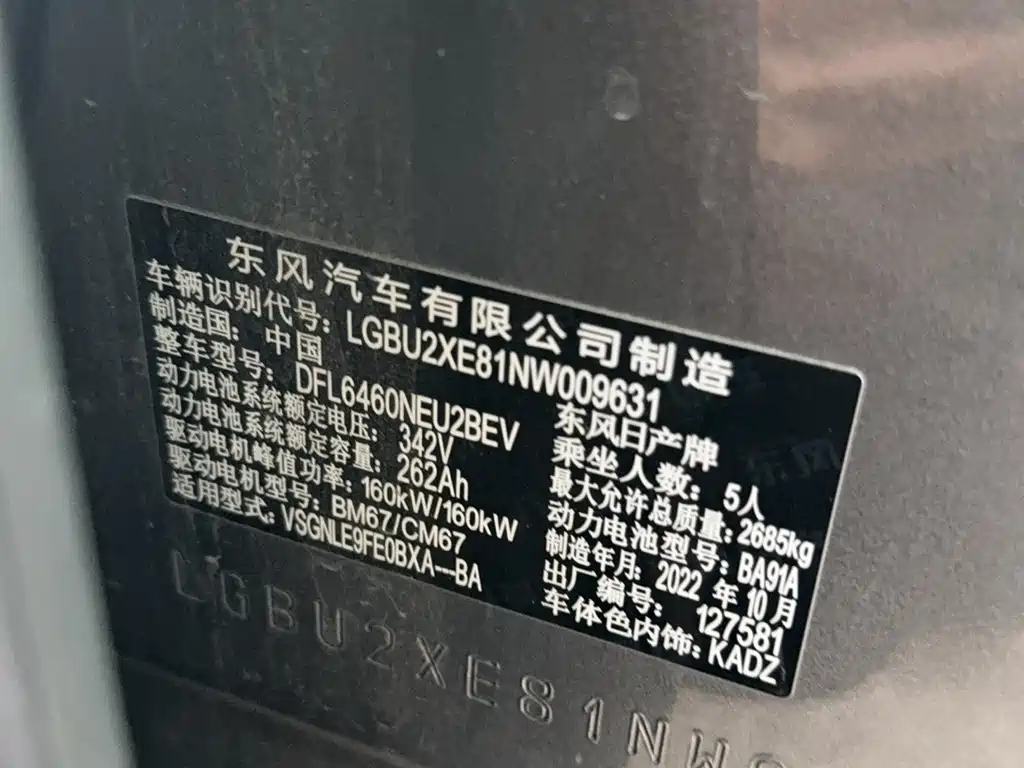 东风汽车有限公司制造
车辆识别代号: LGBU2XE81NW009631
制造国: 中国 东风日产牌
整车型号: DFL6460NEU2BEV 乘坐人数: 5人
动力电池系统额定电压: 342V 最大允许总质量: 2685kg
动力电池系统额定容量: 262Ah 动力电池型号: BA91A
驱动电机峰值功率: 160kW/160kW 制造年月: 2022 年 10 月
驱动电机型号: BM67/CM67 出厂编号: 127581
适用型式: VSGNLE9FE0BXA---BA 车体色内饰: KADZ
LGBU2XE81NW